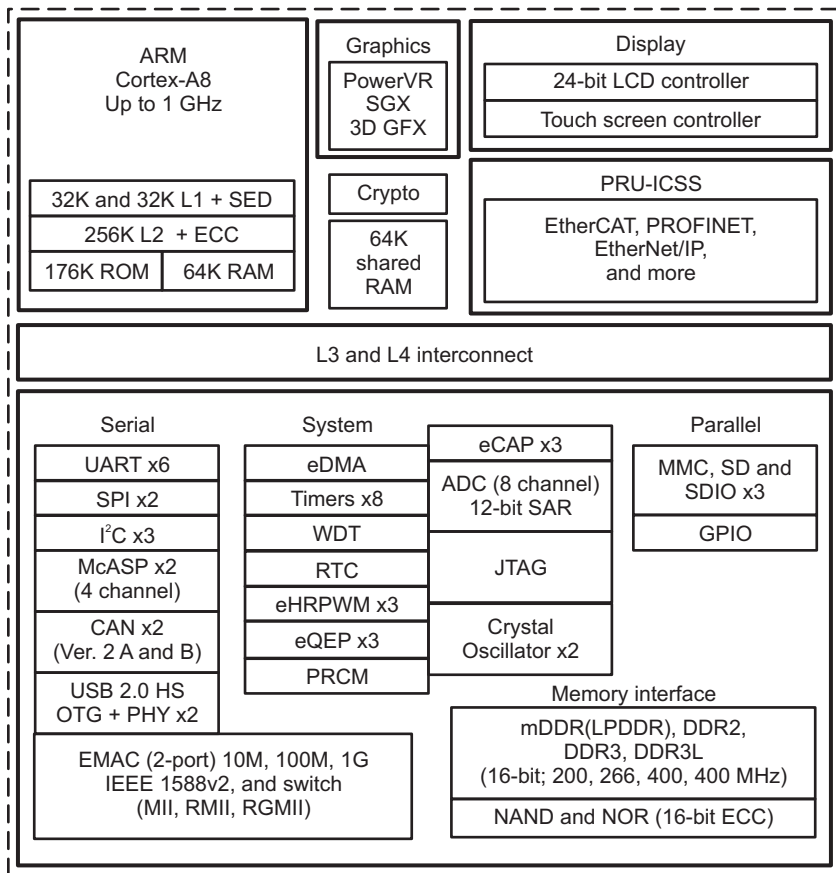 ARM
Cortex-A8
Up to 1 GHz
32K and 32K L1 + SED
256K L2 + ECC
176K ROM
64K RAM
Graphics
PowerVR
SGX
3D GFX
Crypto
64K
shared
RAM
Display
24-bit LCD controller
Touch screen controller
PRU-ICSS
EtherCAT, PROFINET,
EtherNet/IP,
and more
L3 and L4 interconnect
Serial
UART x6
SPI x2
I²C x3
McASP x2
(4 channel)
CAN x2
(Ver. 2 A and B)
USB 2.0 HS
OTG + PHY x2
EMAC (2-port) 10M, 100M, 1G
IEEE 1588v2, and switch
(MII, RMII, RGMII)
System
eDMA
Timers x8
WDT
RTC
eHRPWM x3
eQEP x3
PRCM
eCAP x3
ADC (8 channel)
12-bit SAR
JTAG
Crystal
Oscillator x2
Parallel
MMC, SD and
SDIO x3
GPIO
Memory interface
mDDR(LPDDR), DDR2,
DDR3, DDR3L
(16-bit; 200, 266, 400, 400 MHz)
NAND and NOR (16-bit ECC)